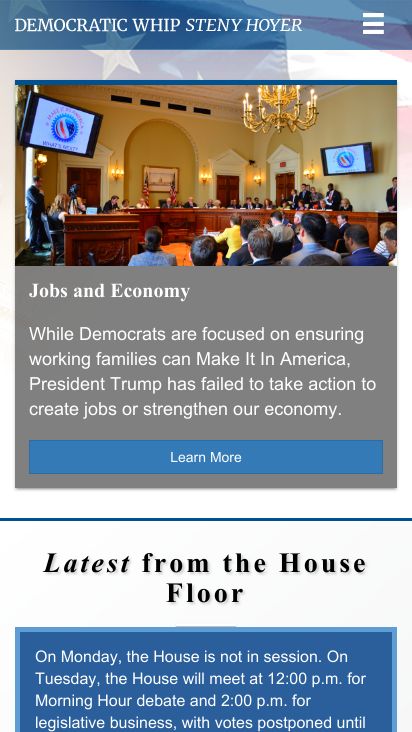 DEMOCRATIC WHIP STENY HOYER
WHAT'S NEXT?
Jobs and Economy
While Democrats are focused on ensuring
working families can Make It In America,
President Trump has failed to take action to
create jobs or strengthen our economy.
Learn More
Latest from the House
Floor
On Monday, the House is not in session. On
Tuesday, the House will meet at 12:00 p.m. for
Morning Hour debate and 2:00 p.m. for
legislative business, with votes postponed until